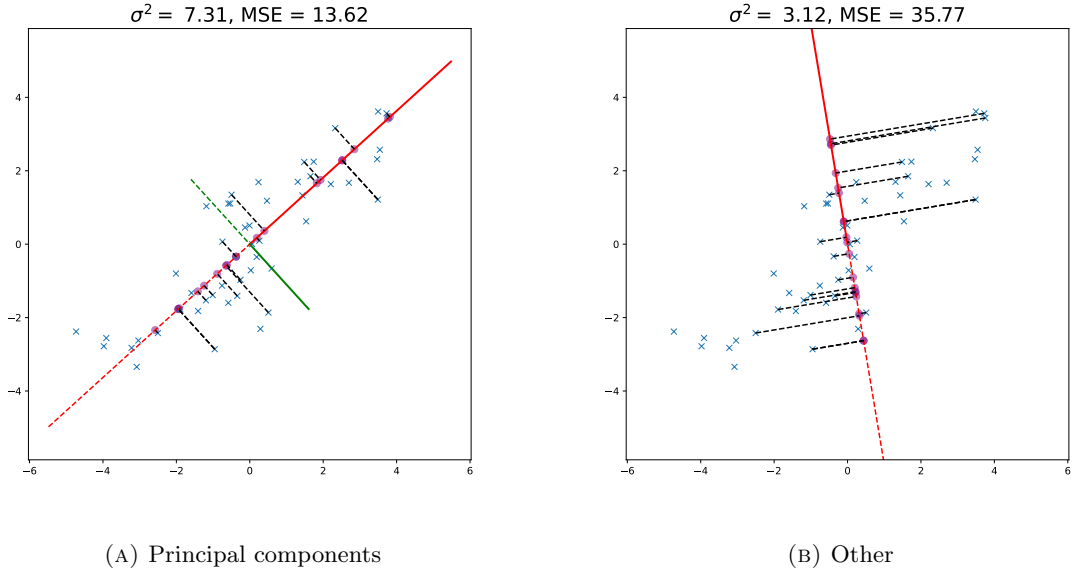 σ² = 7.31, MSE = 13.62
4
2
0
−2
−4
−6 −4 −2 0 2 4 6
(A) Principal components
σ² = 3.12, MSE = 35.77
4
2
0
−2
−4
−6 −4 −2 0 2 4 6
(B) Other